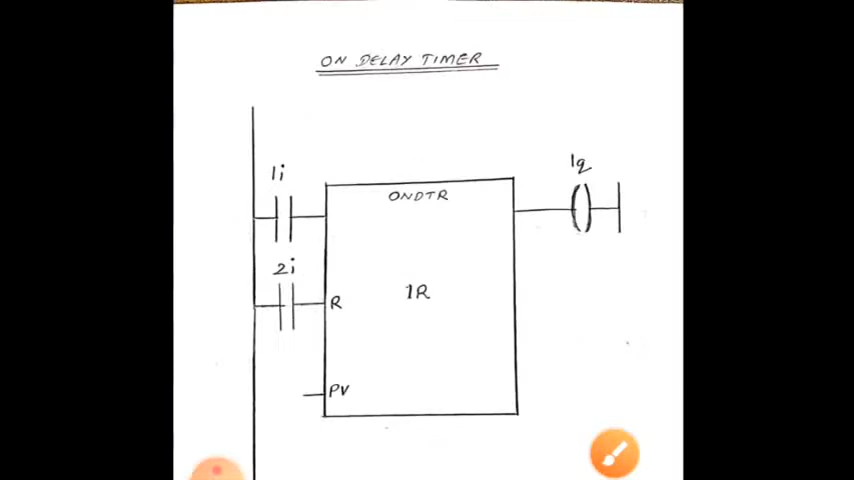 ON DELAY TIMER
1i
1q
ONDTR
2i
R
1R
PV